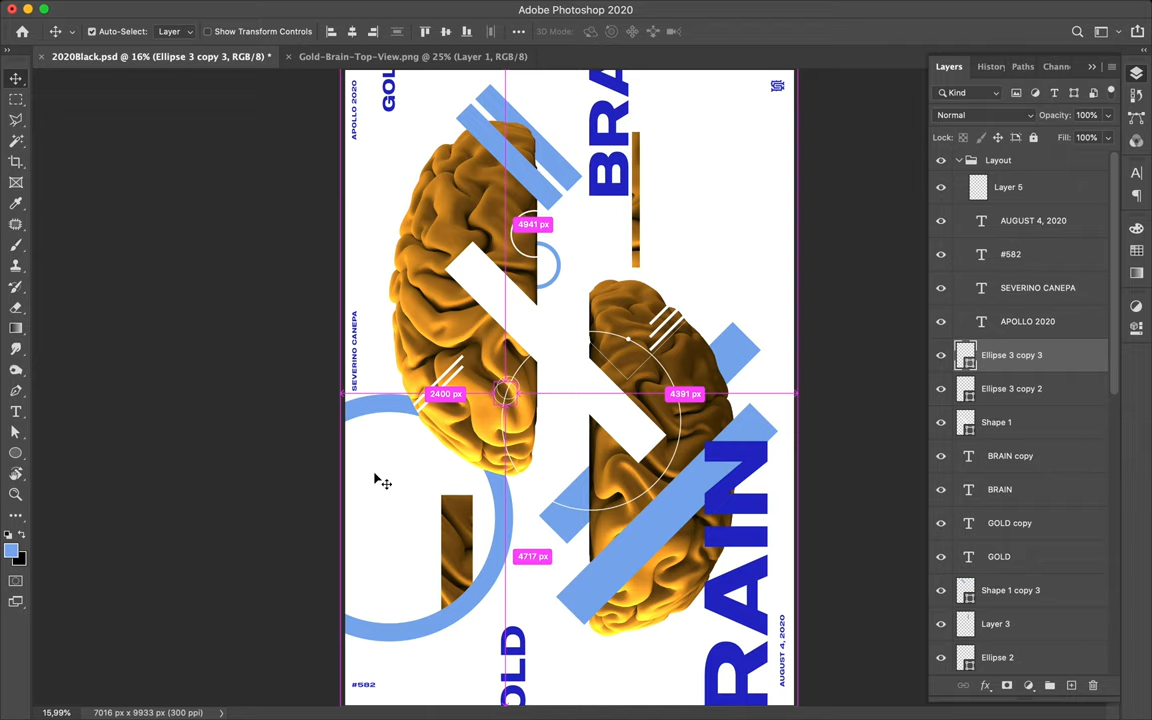 Adobe Photoshop 2020
Auto-Select: Layer Show Transform Controls ••• 3D Mode:
2020Black.psd @ 16% (Ellipse 3 copy 3, RGB/8) * Gold-Brain-Top-View.png @ 25% (Layer 1, RGB/8)
Layers Histor Paths Chann
Kind
Normal Opacity: 100%
Lock: Fill: 100%
Layout
Layer 5
AUGUST 4, 2020
#582
SEVERINO CANEPA
APOLLO 2020
Ellipse 3 copy 3
Ellipse 3 copy 2
Shape 1
BRAIN copy
BRAIN
GOLD copy
GOLD
Shape 1 copy 3
Layer 3
Ellipse 2
APOLLO 2020
GOL
BRA
4941 px
SEVERINO CANEPA
2400 px
4391 px
4717 px
OLD
RAIN
AUGUST 4, 2020
#582
15,99% 7016 px x 9933 px (300 ppi)